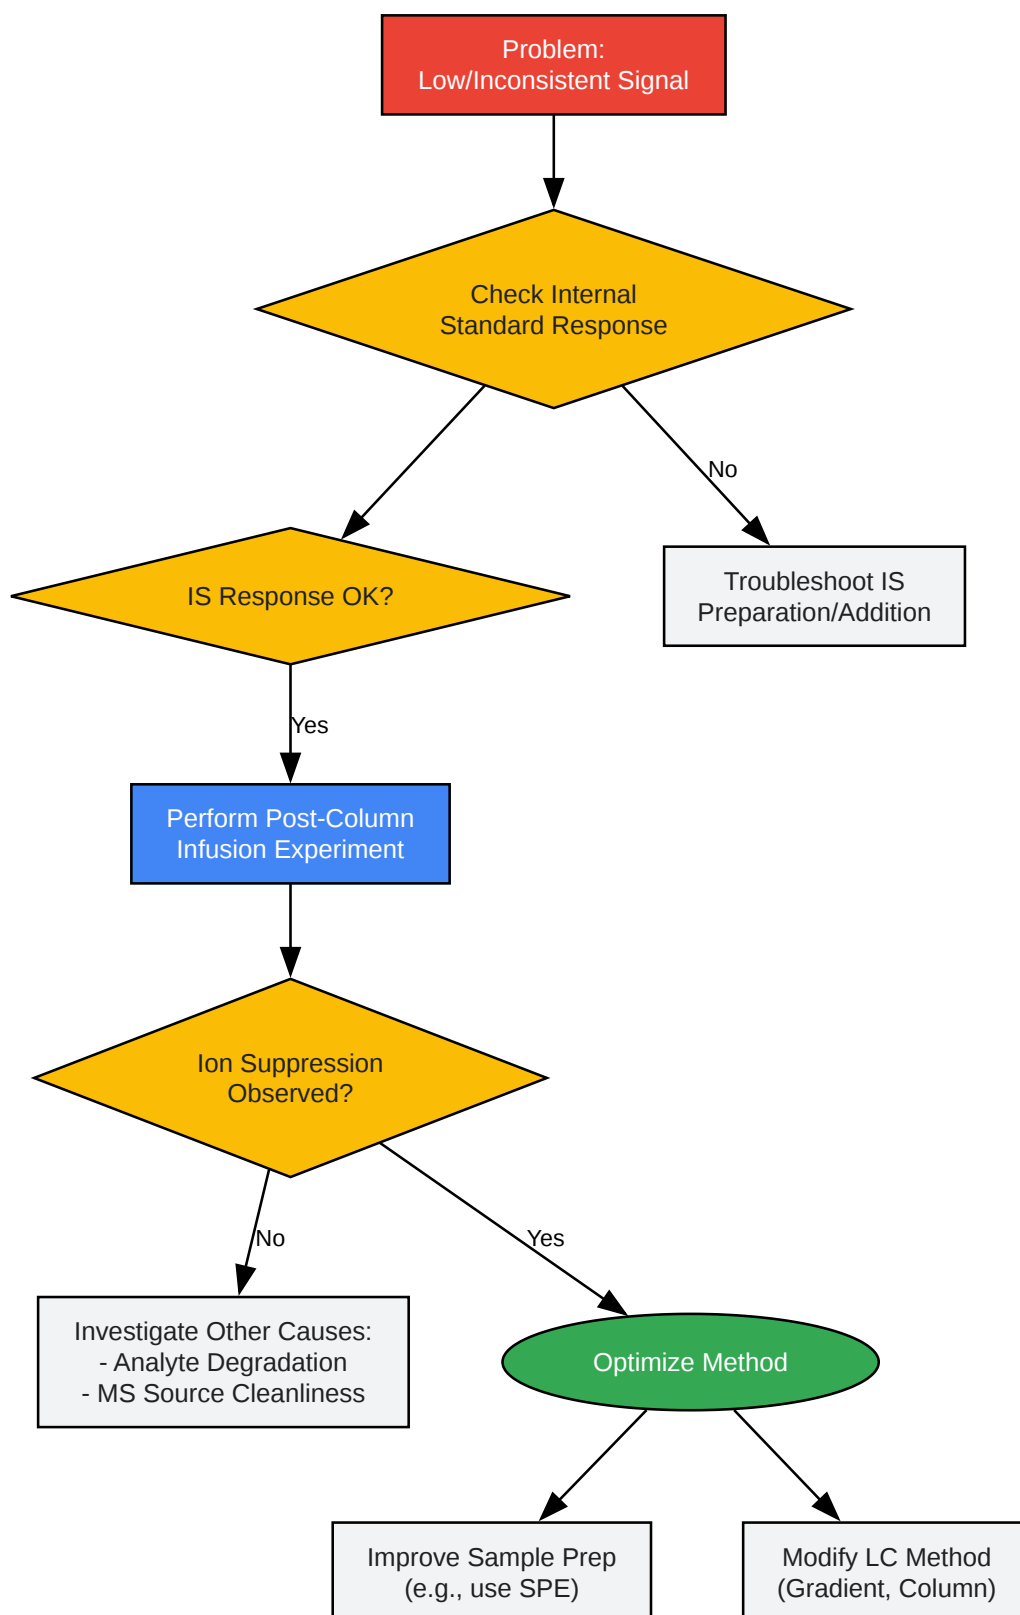 Problem:
Low/Inconsistent Signal
Check Internal
Standard Response
No
IS Response OK?
Troubleshoot IS
Preparation/Addition
Yes
Perform Post-Column
Infusion Experiment
Ion Suppression
Observed?
No
Yes
Investigate Other Causes:
- Analyte Degradation
- MS Source Cleanliness
Optimize Method
Improve Sample Prep
(e.g., use SPE)
Modify LC Method
(Gradient, Column)